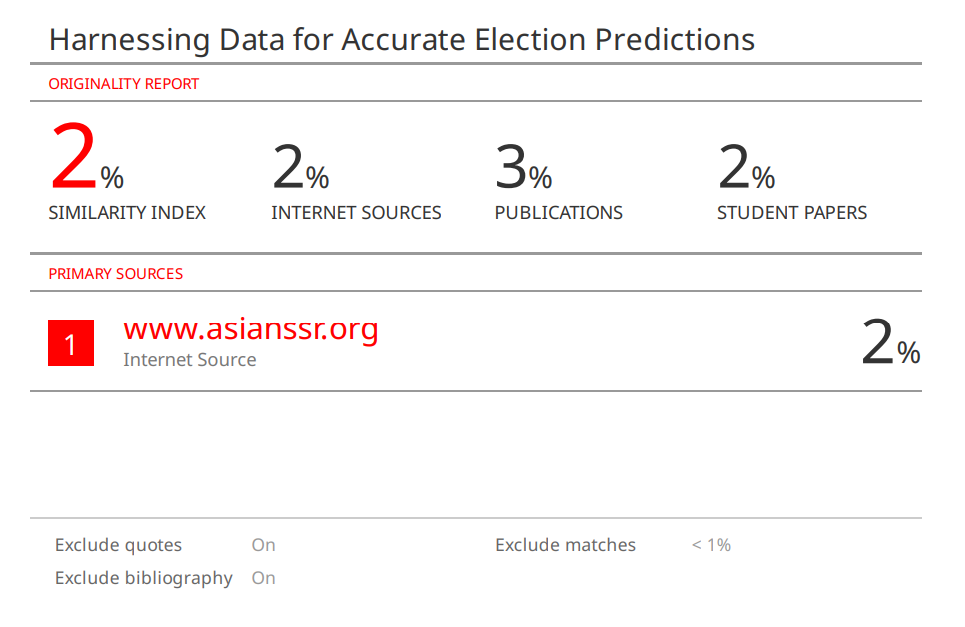 Harnessing Data for Accurate Election Predictions
ORIGINALITY REPORT
2% 2% 3% 2%
SIMILARITY INDEX INTERNET SOURCES PUBLICATIONS STUDENT PAPERS
PRIMARY SOURCES
1 www.asianssr.org 2%
Internet Source
Exclude quotes On Exclude matches < 1%
Exclude bibliography On